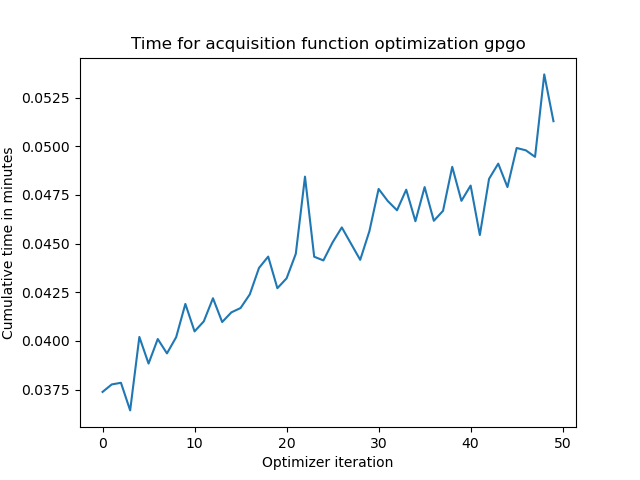 Time for acquisition function optimization gpgo
Cumulative time in minutes
0.0525
0.0500
0.0475
0.0450
0.0425
0.0400
0.0375
0 10 20 30 40 50
Optimizer iteration